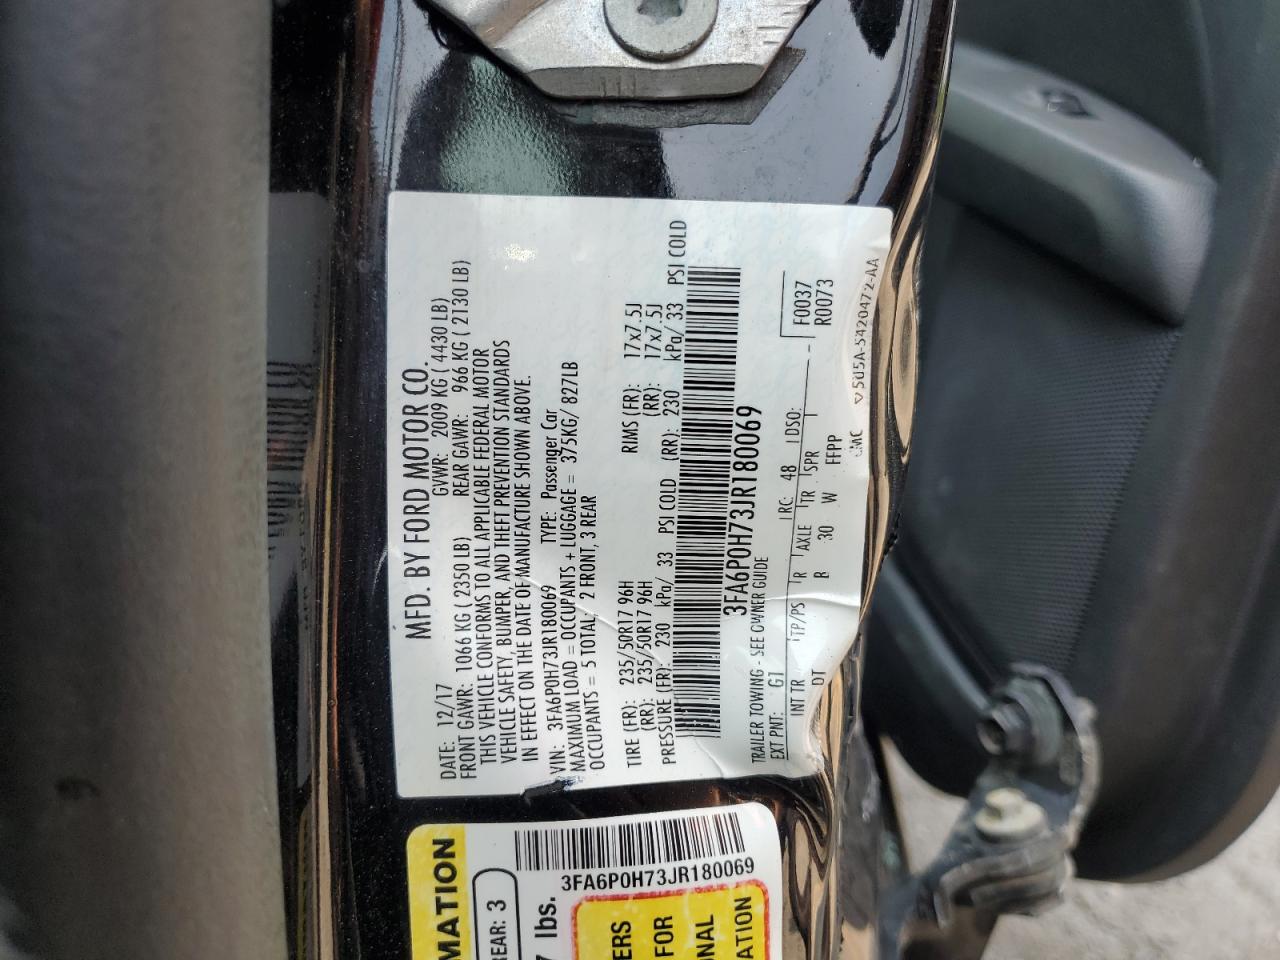 MFD. BY FORD MOTOR CO.
DATE: 12/17 GVWR: 2009 KG ( 4430 LB)
FRONT GAWR: 1066 KG ( 2350 LB) REAR GAWR: 966 KG ( 2130 LB)
THIS VEHICLE CONFORMS TO ALL APPLICABLE FEDERAL MOTOR
VEHICLE SAFETY, BUMPER, AND THEFT PREVENTION STANDARDS
IN EFFECT ON THE DATE OF MANUFACTURE SHOWN ABOVE.
VIN: 3FA6P0H73JR180069 TYPE: Passenger Car
MAXIMUM LOAD = OCCUPANTS + LUGGAGE = 375KG/ 827LB
OCCUPANTS = 5 TOTAL; 2 FRONT, 3 REAR
TIRE (FR): 235/50R17 96H RIMS (FR): 17x7.5J
(RR): 235/50R17 96H (RR): 17x7.5J
PRESSURE (FR): 230 kPa/ 33 PSI COLD (RR): 230 kPa/ 33 PSI COLD
3FA6P0H73JR180069
TRAILER TOWING - SEE OWNER GUIDE
EXT PNT: G1 RC: 48 DSO: F0037
INT TR TP/PS R AXLE TR SPR R0073
DT B 30 W FFPP
5U5A-5420472-AA
MATION
REAR: 3
3FA6P0H73JR180069
7 lbs.
ERS
FOR
ONAL
ATION